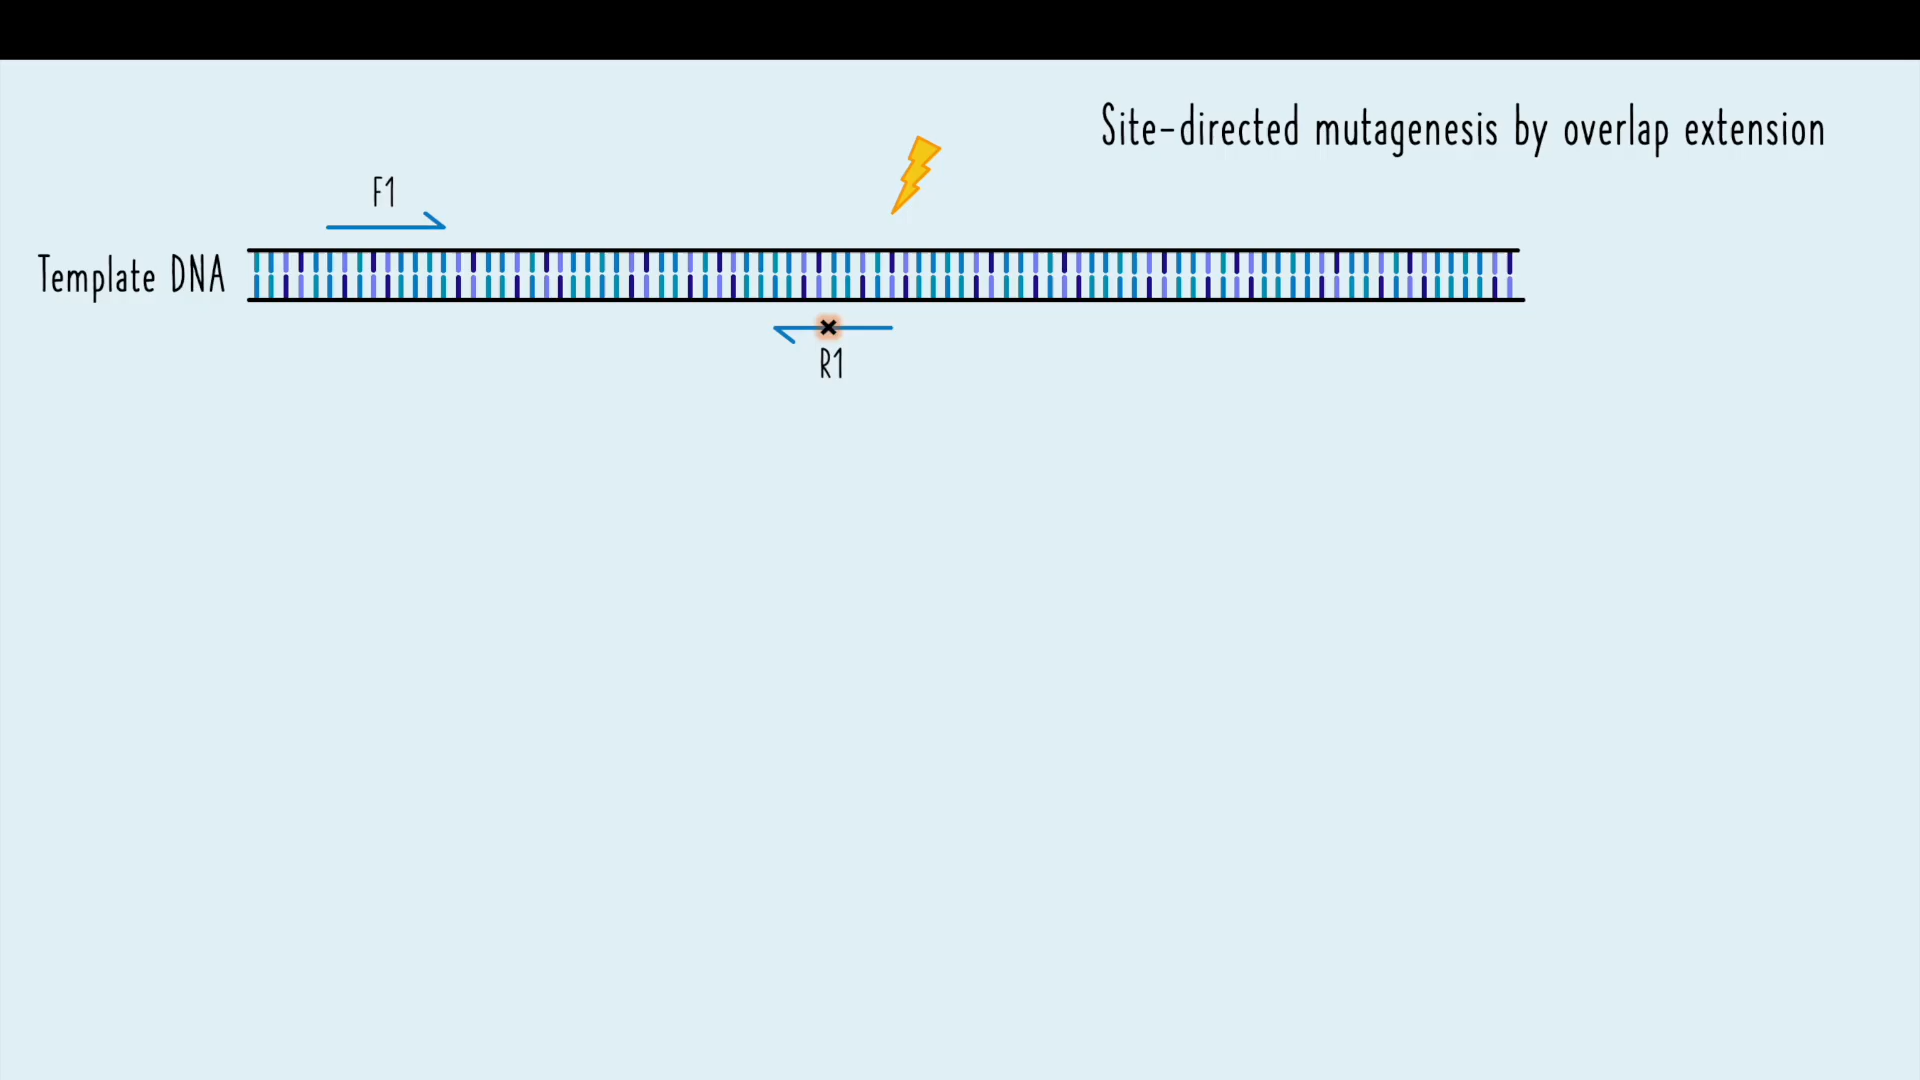 Site-directed mutagenesis by overlap extension
F1
Template DNA
R1